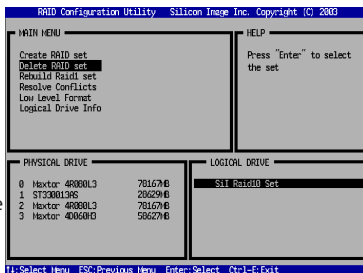 RAID Configuration Utility Silicon Image Inc. Copyright (C) 2003
MAIN MENU
Create RAID set
Delete RAID set
Rebuild Raid1 set
Resolve Conflicts
Low Level Format
Logical Drive Info
HELP
Press "Enter" to select
the set
PHYSICAL DRIVE
0 Maxtor 4R080L3 78167MB
1 ST330013AS 28629MB
2 Maxtor 4R080L3 78167MB
3 Maxtor 4D060H3 58627MB
LOGICAL DRIVE
SiI Raid10 Set
e
↑↓:Select Menu ESC:Previous Menu Enter:Select Ctrl-E:Exit